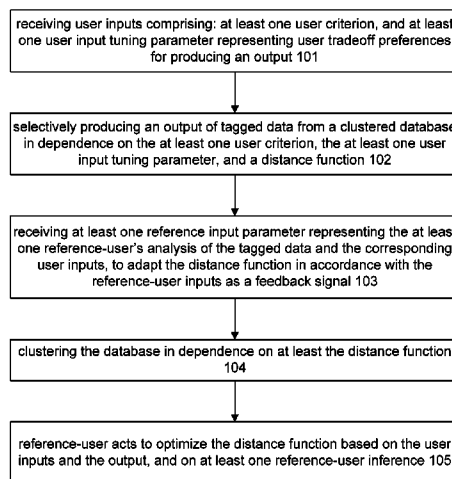 receiving user inputs comprising: at least one user criterion, and at least
one user input tuning parameter representing user tradeoff preferences
for producing an output 101
selectively producing an output of tagged data from a clustered database
in dependence on the at least one user criterion, the at least one user
input tuning parameter, and a distance function 102
receiving at least one reference input parameter representing the at least
one reference-user's analysis of the tagged data and the corresponding
user inputs, to adapt the distance function in accordance with the
reference-user inputs as a feedback signal 103
clustering the database in dependence on at least the distance function
104
reference-user acts to optimize the distance function based on the user
inputs and the output, and on at least one reference-user inference 105